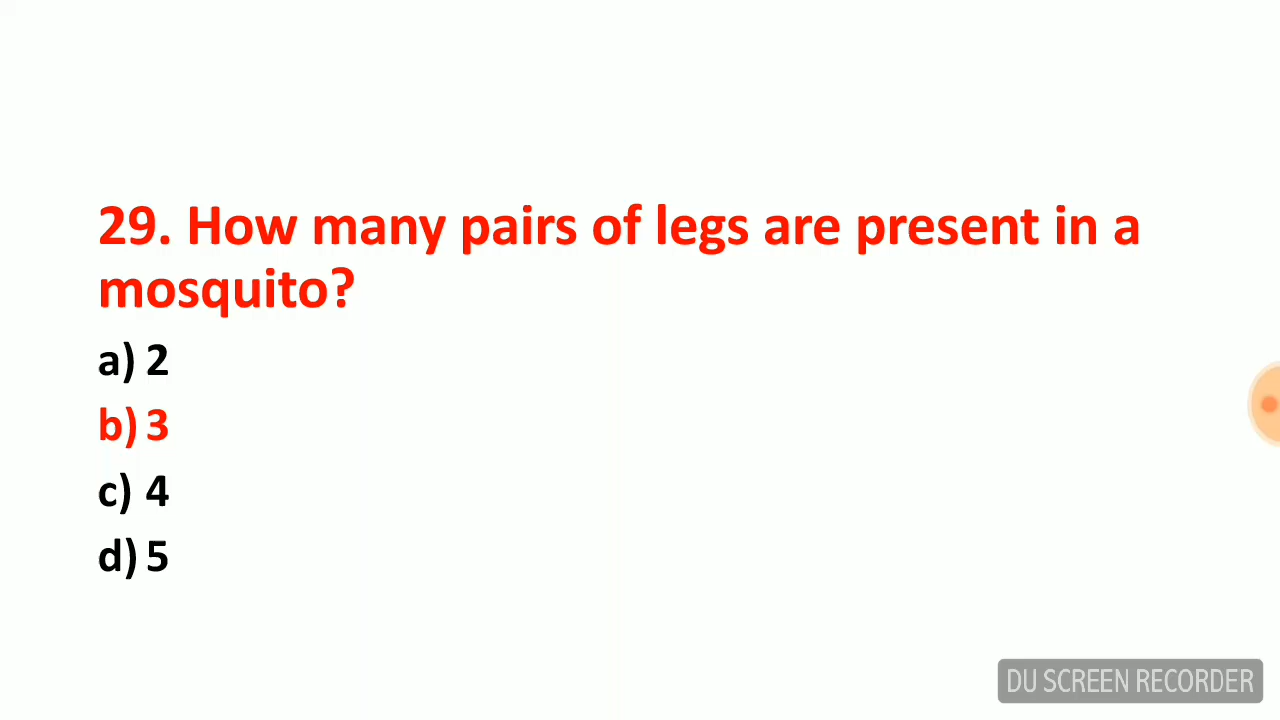 29. How many pairs of legs are present in a
mosquito?
a) 2
b) 3
c) 4
d) 5
DU SCREEN RECORDER